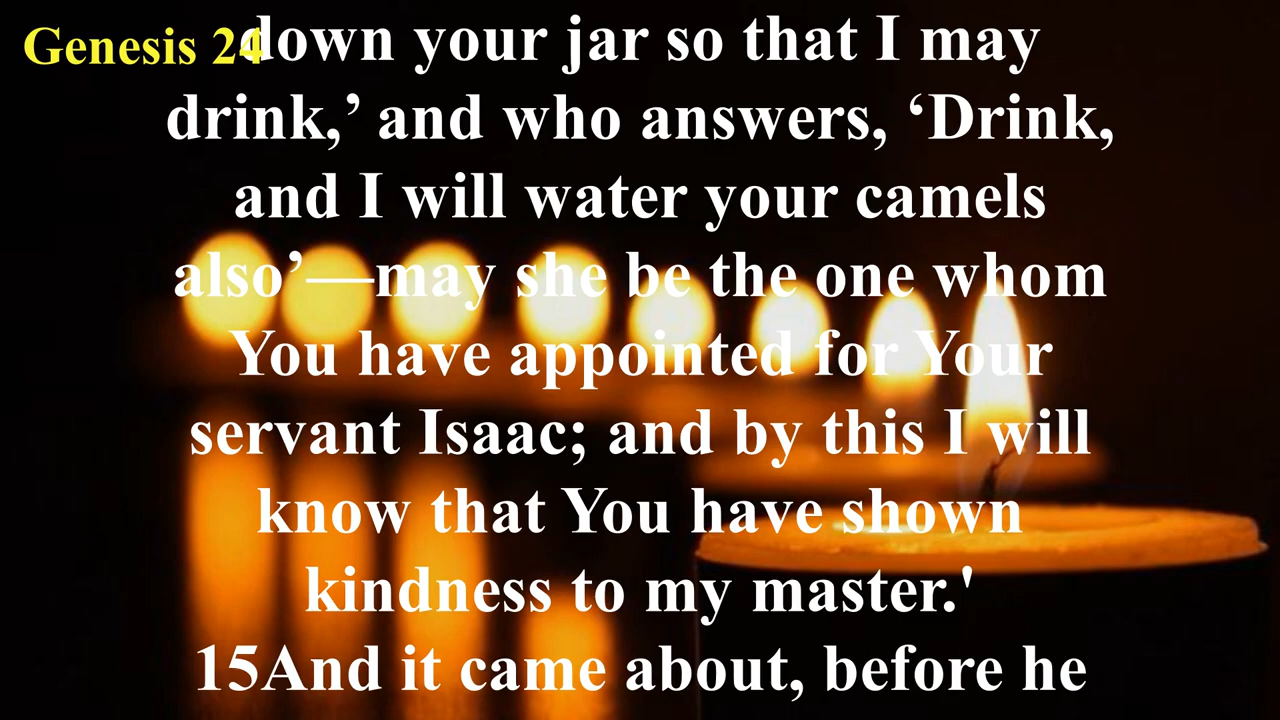 Genesis 24
down your jar so that I may
drink,’ and who answers, ‘Drink,
and I will water your camels
also’—may she be the one whom
You have appointed for Your
servant Isaac; and by this I will
know that You have shown
kindness to my master.'
15And it came about, before he